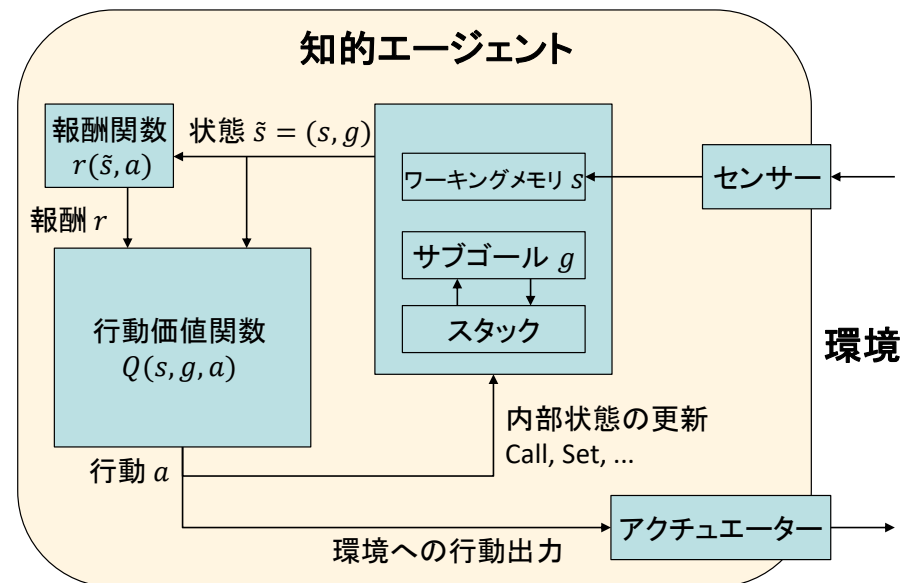 知的エージェント
報酬関数
r(s̃, a)
状態 s̃ = (s, g)
ワーキングメモリ s
センサー
報酬 r
サブゴール g
スタック
行動価値関数
Q(s, g, a)
環境
内部状態の更新
Call, Set, ...
行動 a
アクチュエーター
環境への行動出力